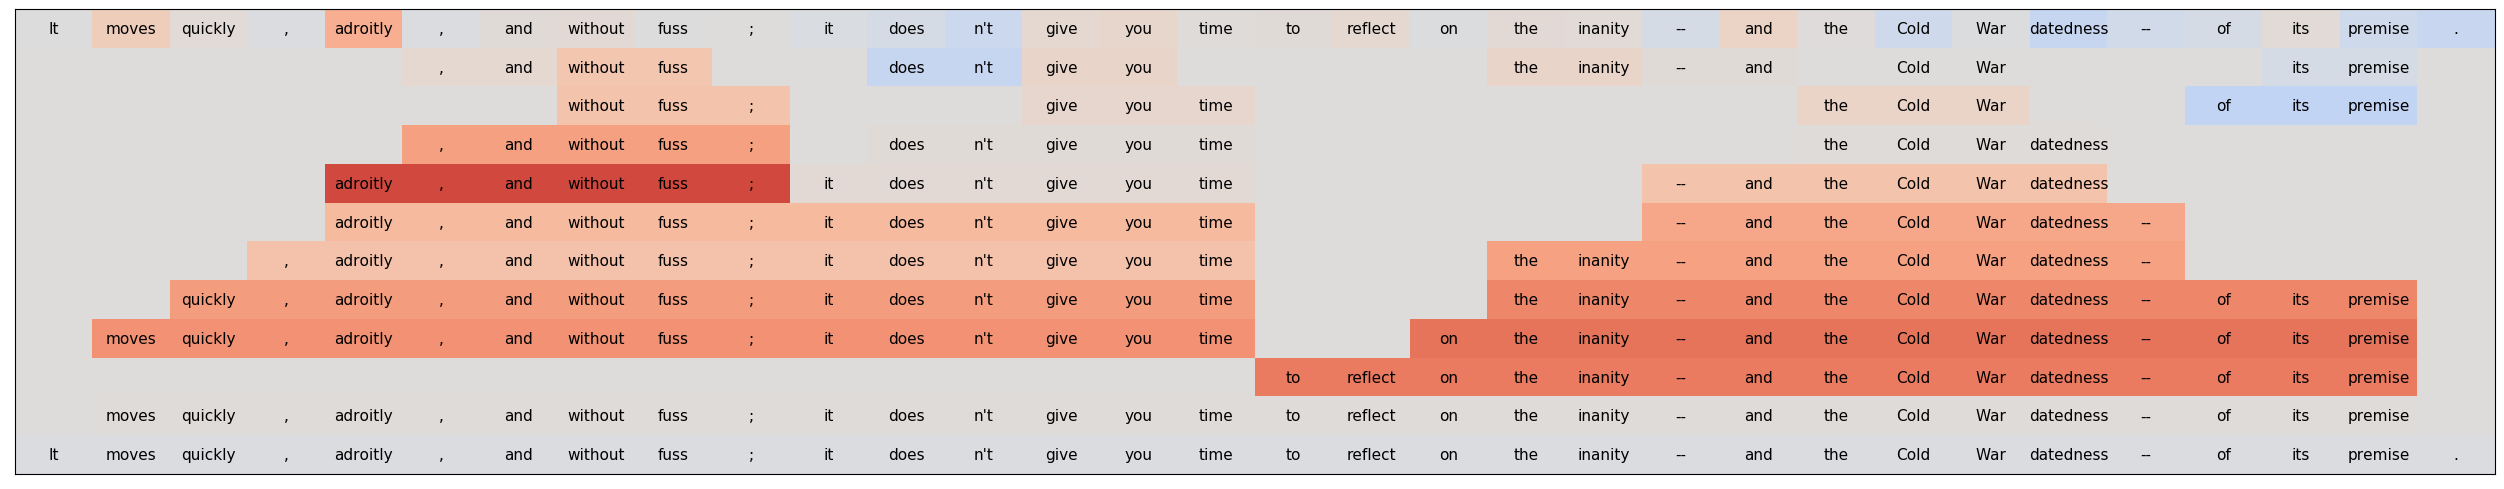 It moves quickly , adroitly , and without fuss ; it does n't give you time to reflect on the inanity -- and the Cold War datedness -- of its premise .
, and without fuss does n't give you the inanity -- and Cold War its premise
without fuss ; give you time the Cold War of its premise
, and without fuss ; does n't give you time the Cold War datedness
adroitly , and without fuss ; it does n't give you time -- and the Cold War datedness
adroitly , and without fuss ; it does n't give you time -- and the Cold War datedness --
, adroitly , and without fuss ; it does n't give you time the inanity -- and the Cold War datedness --
quickly , adroitly , and without fuss ; it does n't give you time the inanity -- and the Cold War datedness -- of its premise
moves quickly , adroitly , and without fuss ; it does n't give you time on the inanity -- and the Cold War datedness -- of its premise
to reflect on the inanity -- and the Cold War datedness -- of its premise
moves quickly , adroitly , and without fuss ; it does n't give you time to reflect on the inanity -- and the Cold War datedness -- of its premise
It moves quickly , adroitly , and without fuss ; it does n't give you time to reflect on the inanity -- and the Cold War datedness -- of its premise .